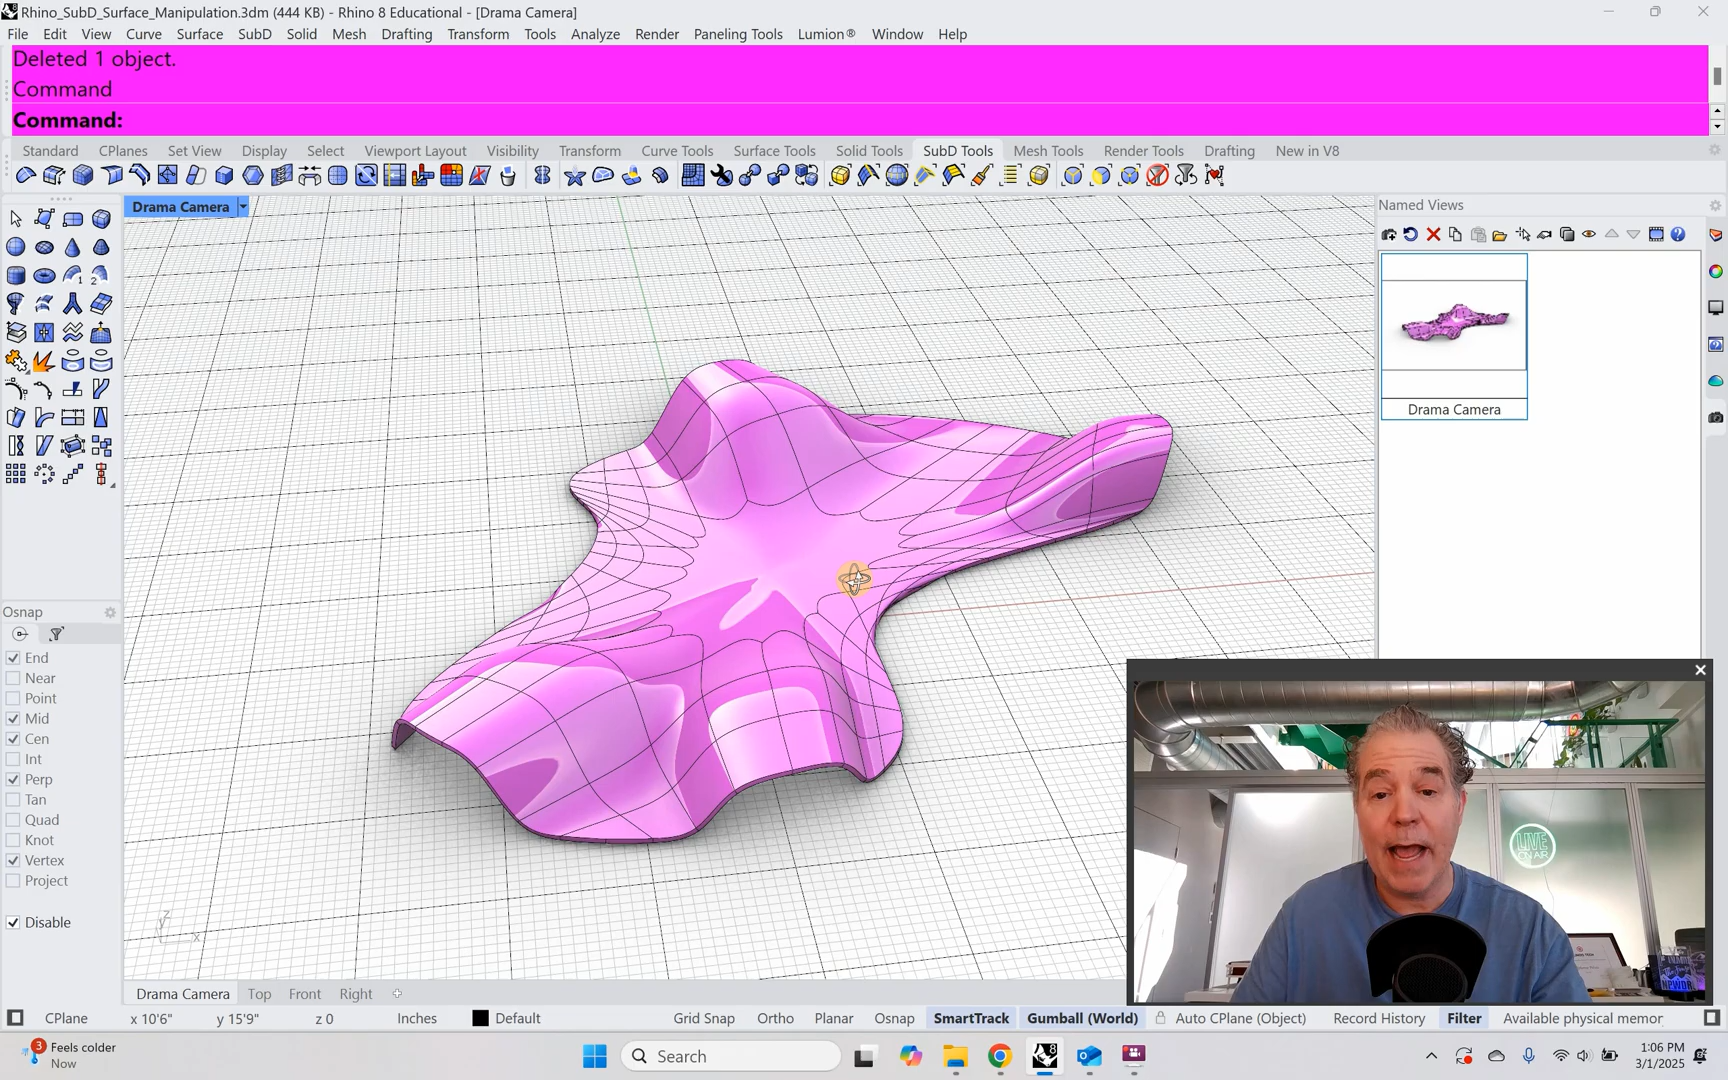 Rhino_SubD_Surface_Manipulation.3dm (444 KB) - Rhino 8 Educational - [Drama Camera]
File Edit View Curve Surface SubD Solid Mesh Drafting Transform Tools Analyze Render Paneling Tools Lumion® Window Help
Deleted 1 object.
Command
Command:
Standard CPlanes Set View Display Select Viewport Layout Visibility Transform Curve Tools Surface Tools Solid Tools SubD Tools Mesh Tools Render Tools Drafting New in V8
Drama Camera
Named Views
Drama Camera
Osnap
End
Near
Point
Mid
Cen
Int
Perp
Tan
Quad
Knot
Vertex
Project
Disable
z
x
LIVE
ON AIR
Drama Camera Top Front Right
CPlane x 10'6" y 15'9" z 0 Inches Default Grid Snap Ortho Planar Osnap SmartTrack Gumball (World) Auto CPlane (Object) Record History Filter Available physical memor
3
Feels colder
Now
Search
1:06 PM
3/1/2025